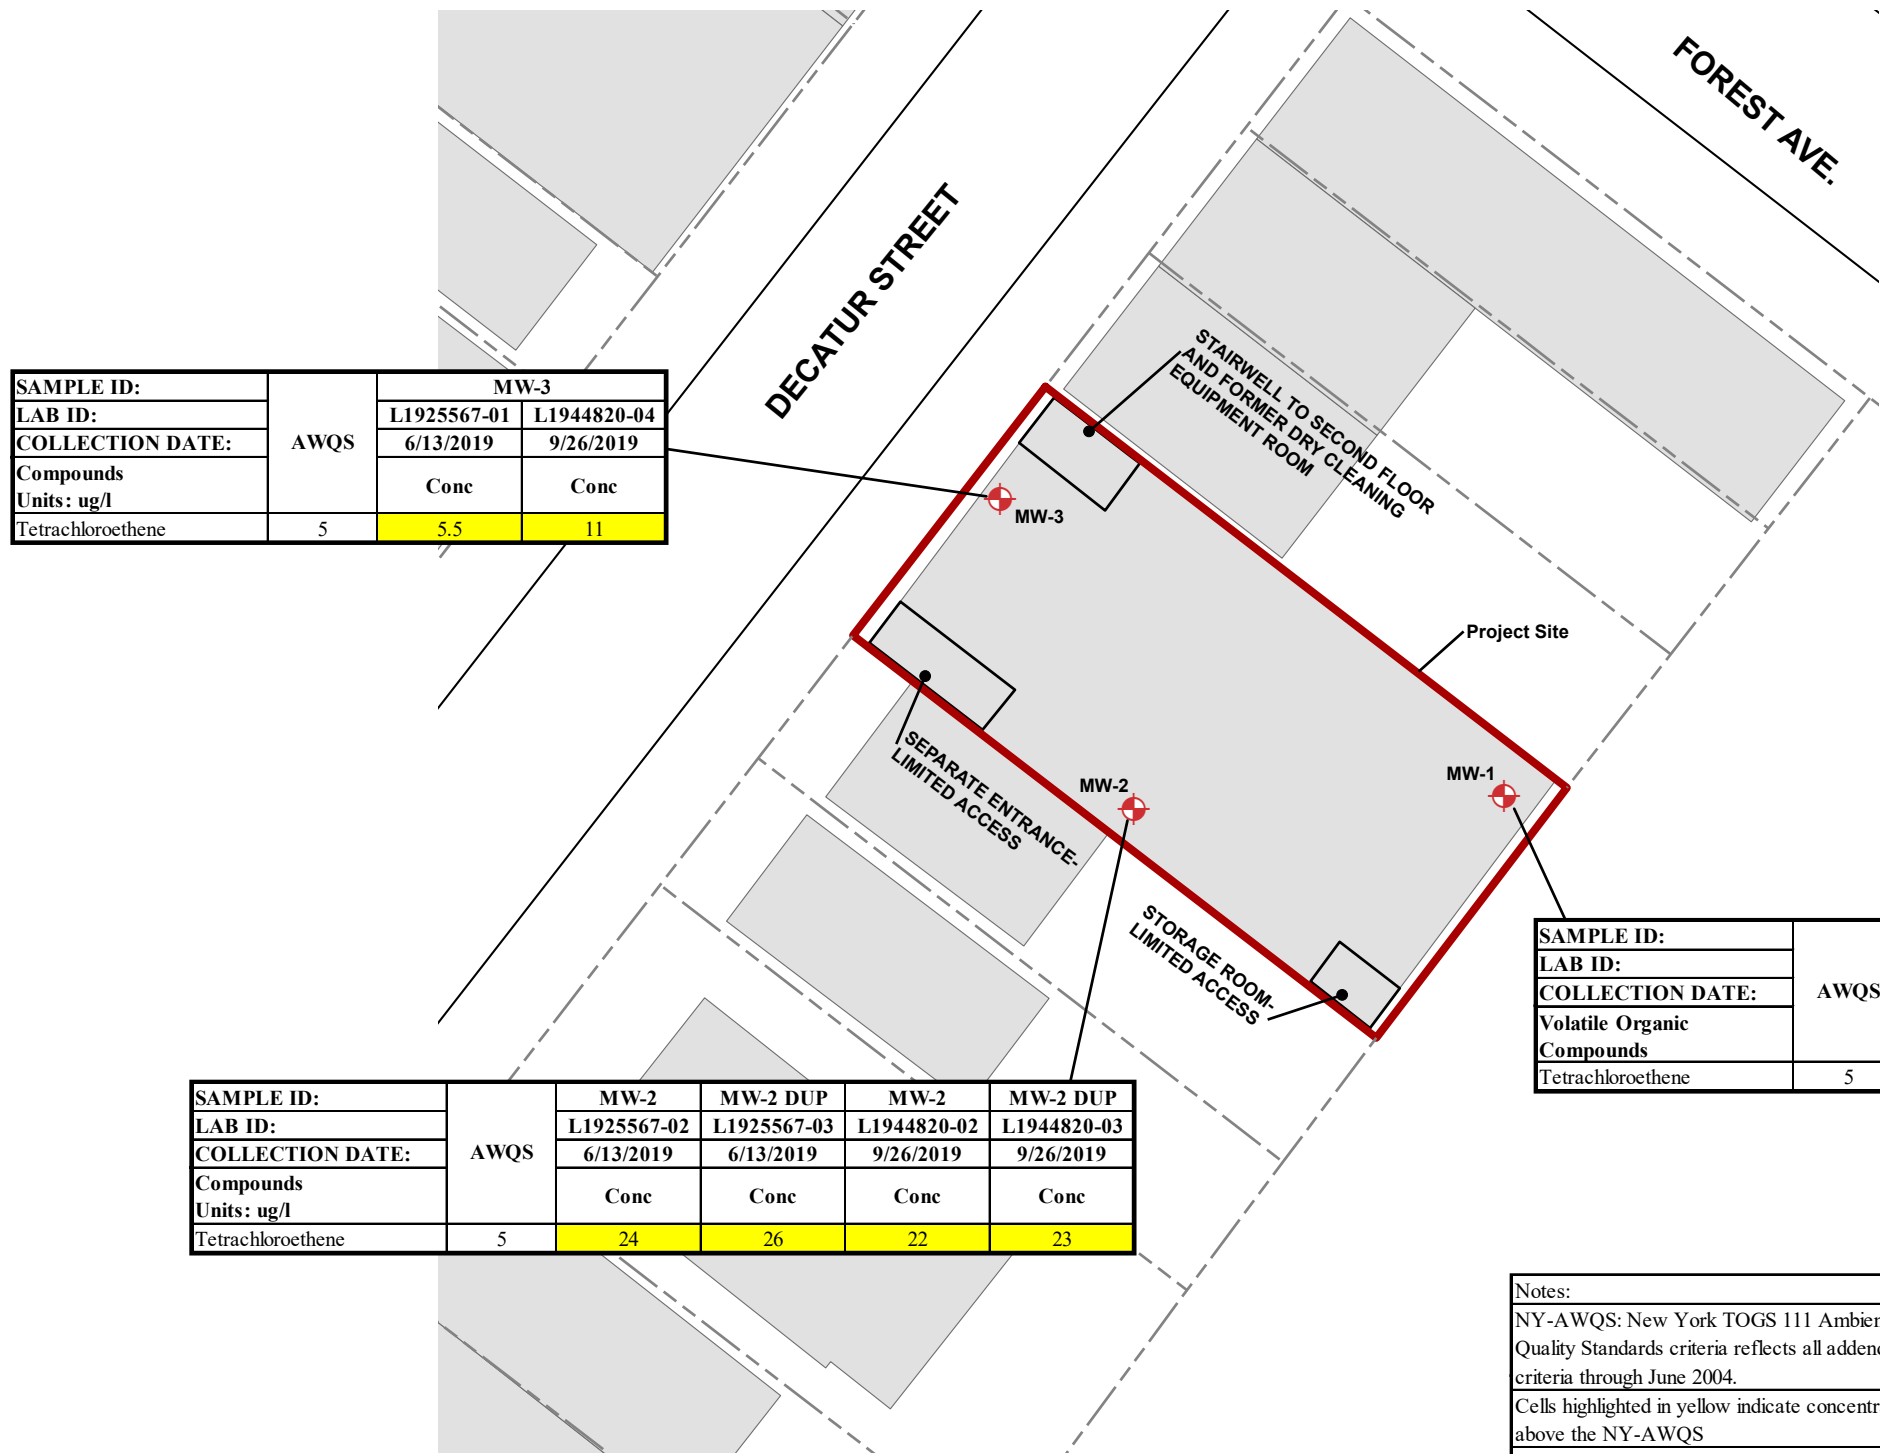 FOREST AVE.
DECATUR STREET
STAIRWELL TO SECOND FLOOR
AND FORMER DRY CLEANING
EQUIPMENT ROOM
SAMPLE ID: AWQS MW-3
LAB ID: L1925567-01 L1944820-04
COLLECTION DATE: 6/13/2019 9/26/2019
Compounds
Units: ug/l Conc Conc
Tetrachloroethene 5 5.5 11
MW-3
Project Site
SEPARATE ENTRANCE-
LIMITED ACCESS
MW-2
MW-1
STORAGE ROOM-
LIMITED ACCESS
SAMPLE ID: AWQS
LAB ID:
COLLECTION DATE:
Volatile Organic
Compounds
Tetrachloroethene 5
SAMPLE ID: AWQS MW-2 MW-2 DUP MW-2 MW-2 DUP
LAB ID: L1925567-02 L1925567-03 L1944820-02 L1944820-03
COLLECTION DATE: 6/13/2019 6/13/2019 9/26/2019 9/26/2019
Compounds
Units: ug/l Conc Conc Conc Conc
Tetrachloroethene 5 24 26 22 23
Notes:
NY-AWQS: New York TOGS 111
Quality Standards criteria reflects all
criteria through June 2004.
Cells highlighted in yellow indicate
above the NY-AWQS